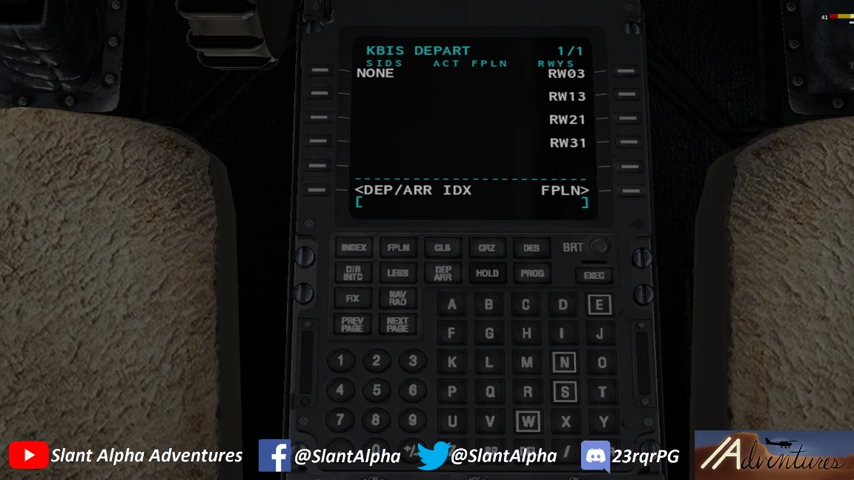 41
KBIS DEPART 1/1
SIDS ACT FPLN RWYS
NONE RW03
RW13
RW21
RW31
<DEP/ARR IDX FPLN>
[ ]
INDEX FPLN CLB CRZ DES BRT
DIR INTC LEGS DEP ARR HOLD PROG EXEC
FIX NAV RAD A B C D E
PREV PAGE NEXT PAGE F G H I J
1 2 3 K L M N O
4 5 6 P Q R S T
7 8 9 U V W X Y
Slant Alpha Adventures @SlantAlpha @SlantAlpha 23rqrPG
Adventures